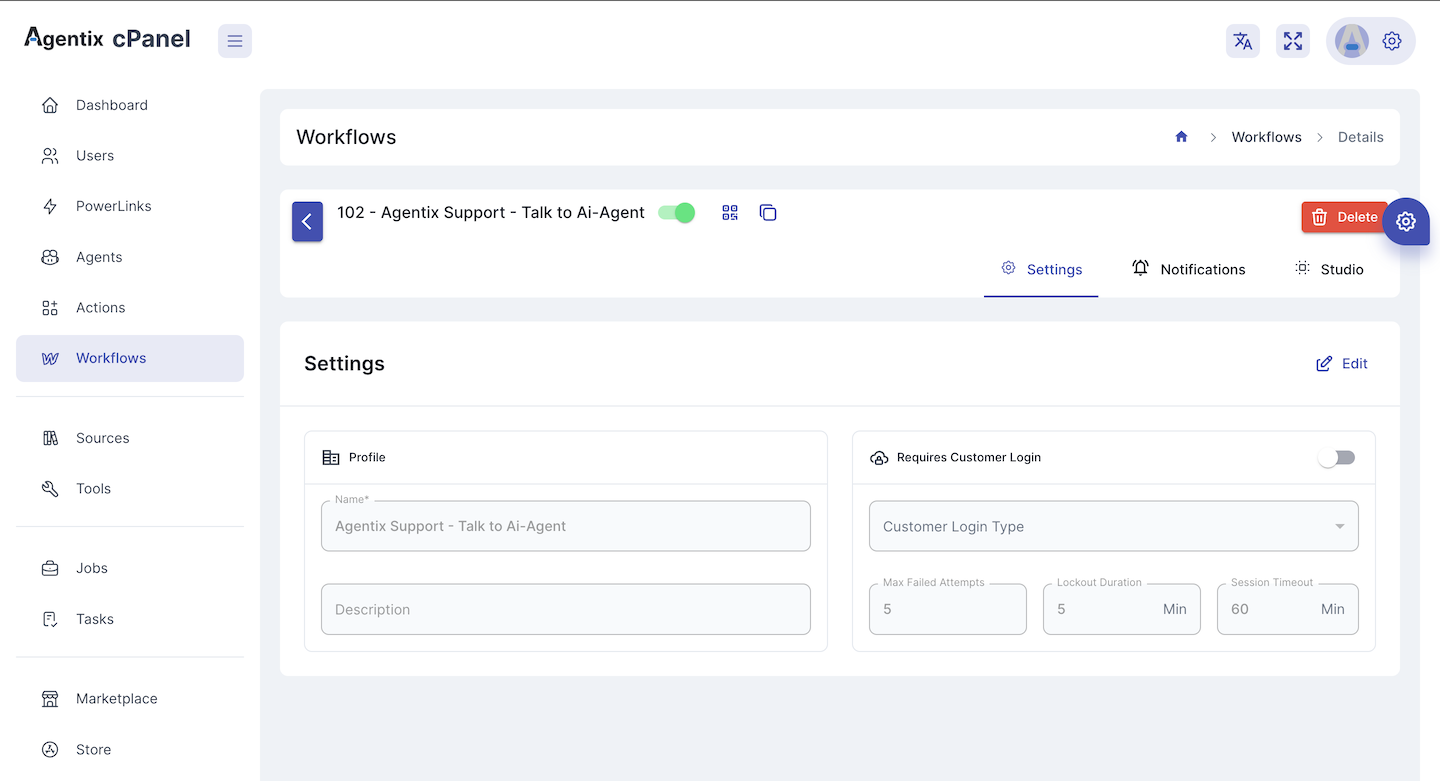 Agentix cPanel
Dashboard
Users
PowerLinks
Agents
Actions
Workflows
Sources
Tools
Jobs
Tasks
Marketplace
Store
Workflows
Workflows
Details
102 - Agentix Support - Talk to Ai-Agent
Delete
Settings
Notifications
Studio
Settings
Edit
Profile
Name*
Agentix Support - Talk to Ai-Agent
Description
Requires Customer Login
Customer Login Type
Max Failed Attempts
5
Lockout Duration
5 Min
Session Timeout
60 Min